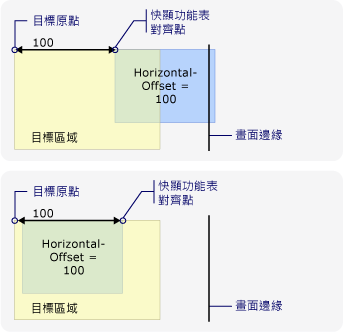 目標原點
快顯功能表
對齊點
100
Horizontal-
Offset =
100
目標區域
畫面邊緣
目標原點
快顯功能表
對齊點
100
Horizontal-
Offset =
100
目標區域
畫面邊緣